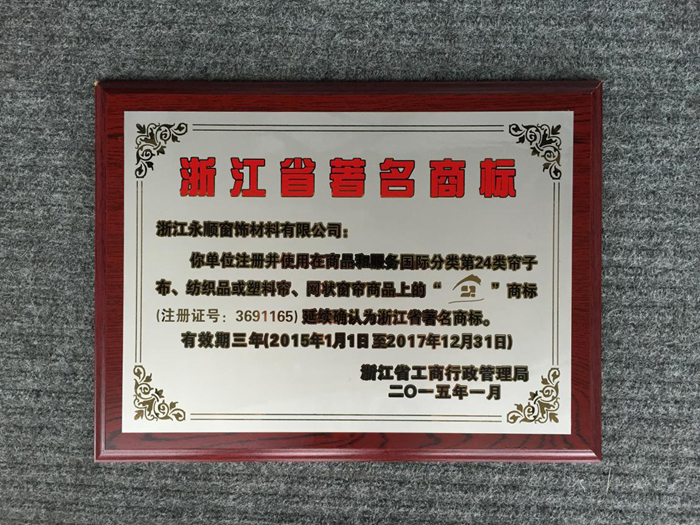 浙江省著名商标
浙江永顺窗饰材料有限公司：
你单位注册并使用在商品和服务国际分类第24类帘子
布、纺织品或塑料帘、网状窗帘商品上的“ ”商标
(注册证号：3691165) 延续确认为浙江省著名商标。
有效期三年(2015年1月1日至2017年12月31日)
浙江省工商行政管理局
二〇一五年一月